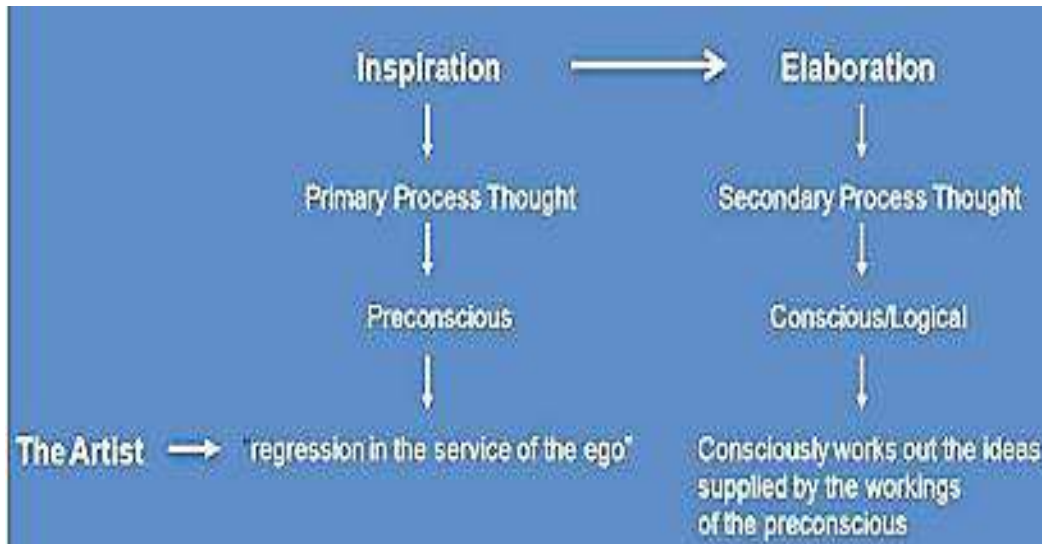 Inspiration Elaboration
Primary Process Thought Secondary Process Thought
Preconscious Conscious/Logical
The Artist "regression in the service of the ego" Consciously works out the ideas
supplied by the workings
of the preconscious